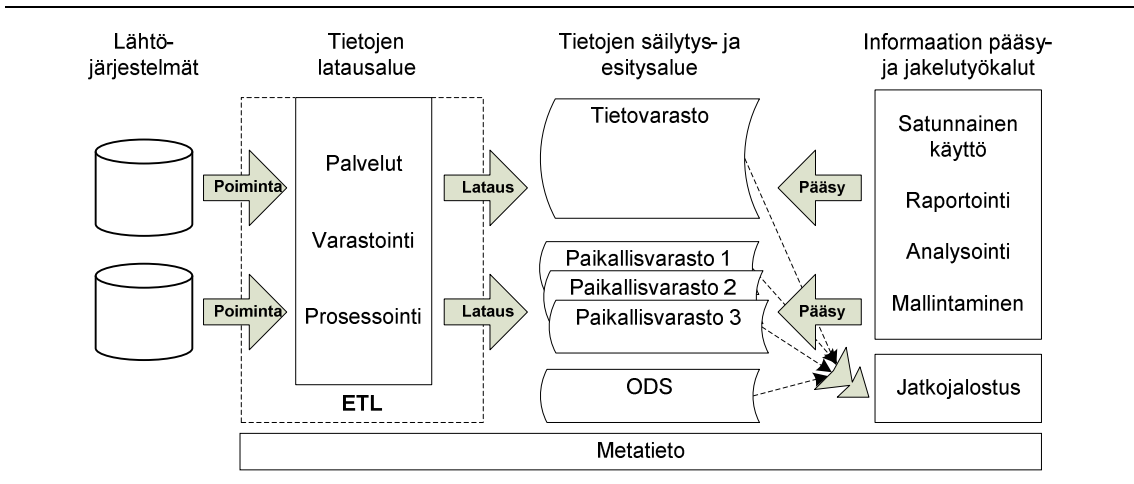 Lähtö-
järjestelmät
Tietojen
latausalue
Tietojen säilytys- ja
esitysalue
Informaation pääsy-
ja jakelutyökalut
Poiminta
Poiminta
Palvelut
Varastointi
Prosessointi
ETL
Lataus
Lataus
Tietovarasto
Paikallisvarasto 1
Paikallisvarasto 2
Paikallisvarasto 3
ODS
Pääsy
Pääsy
Satunnainen
käyttö
Raportointi
Analysointi
Mallintaminen
Jatkojalostus
Metatieto